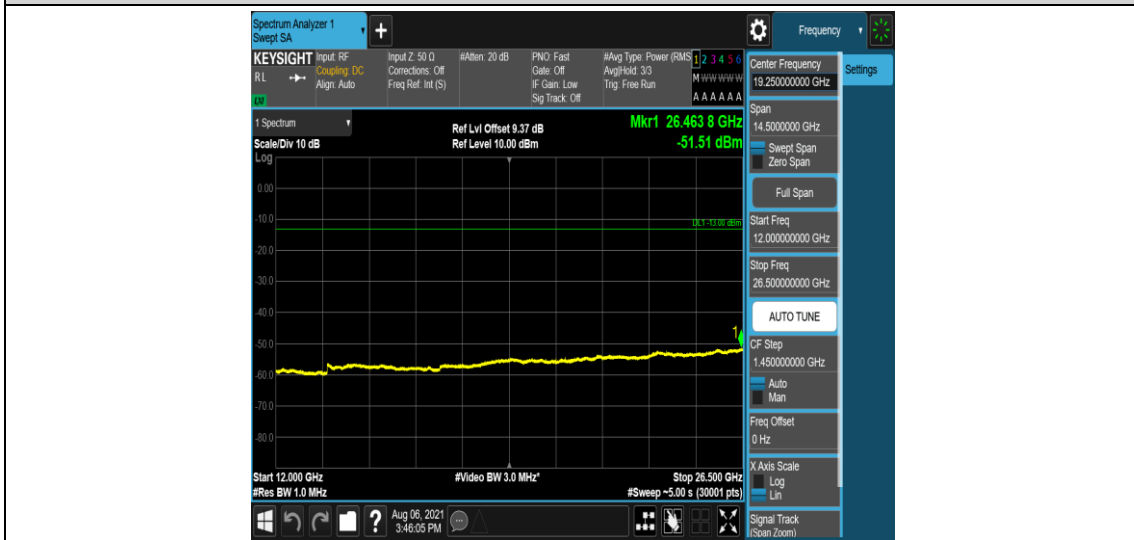 Spectrum Analyzer 1
Swept SA
+
Frequency
KEYSIGHT
RL
LXI
Input: RF
Coupling: DC
Align: Auto
Input Z: 50 Ω
Corrections: Off
Freq Ref: Int (S)
#Atten: 20 dB
PNO: Fast
Gate: Off
IF Gain: Low
Sig Track: Off
#Avg Type: Power (RMS
Avg|Hold: 3/3
Trig: Free Run
1 2 3 4 5 6
M W W W W W
A A A A A A
1 Spectrum
Scale/Div 10 dB
Log
Ref Lvl Offset 9.37 dB
Ref Level 10.00 dBm
Mkr1 26.463 8 GHz
-51.51 dBm
0.00
-10.0
DL1 -13.00 dBm
-20.0
-30.0
-40.0
1
-50.0
-60.0
-70.0
-80.0
Start 12.000 GHz
#Res BW 1.0 MHz
#Video BW 3.0 MHz*
Stop 26.500 GHz
#Sweep ~5.00 s (30001 pts)
?
Aug 06, 2021
3:46:05 PM
Center Frequency
19.250000000 GHz
Settings
Span
14.5000000 GHz
Swept Span
Zero Span
Full Span
Start Freq
12.000000000 GHz
Stop Freq
26.500000000 GHz
AUTO TUNE
CF Step
1.450000000 GHz
Auto
Man
Freq Offset
0 Hz
X Axis Scale
Log
Lin
Signal Track
(Span Zoom)